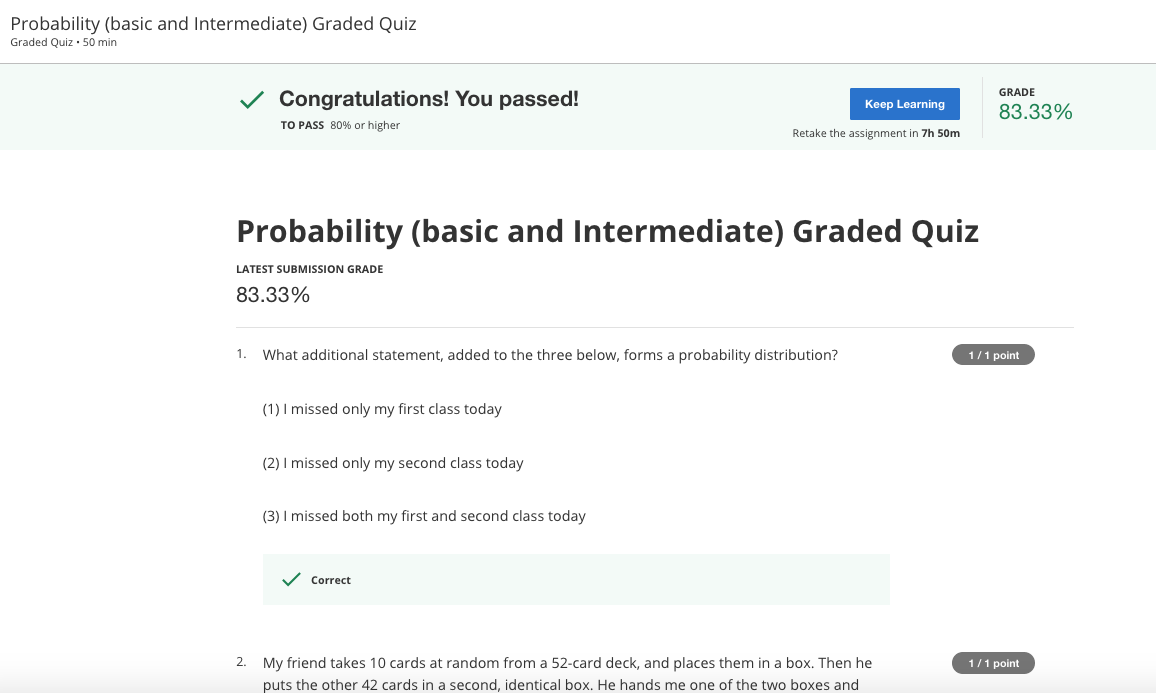 Probability (basic and Intermediate) Graded Quiz
Graded Quiz • 50 min
Congratulations! You passed!
TO PASS 80% or higher
Keep Learning
Retake the assignment in 7h 50m
GRADE
83.33%
Probability (basic and Intermediate) Graded Quiz
LATEST SUBMISSION GRADE
83.33%
1. What additional statement, added to the three below, forms a probability distribution?
1 / 1 point
(1) I missed only my first class today
(2) I missed only my second class today
(3) I missed both my first and second class today
Correct
2. My friend takes 10 cards at random from a 52-card deck, and places them in a box. Then he
1 / 1 point
puts the other 42 cards in a second, identical box. He hands me one of the two boxes and